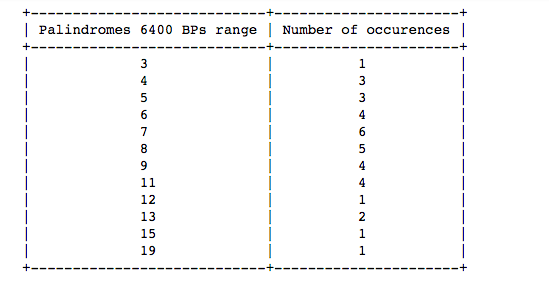 Palindromes 6400 BPs range | Number of occurences
3 | 1
4 | 3
5 | 3
6 | 4
7 | 6
8 | 5
9 | 4
11 | 4
12 | 1
13 | 2
15 | 1
19 | 1